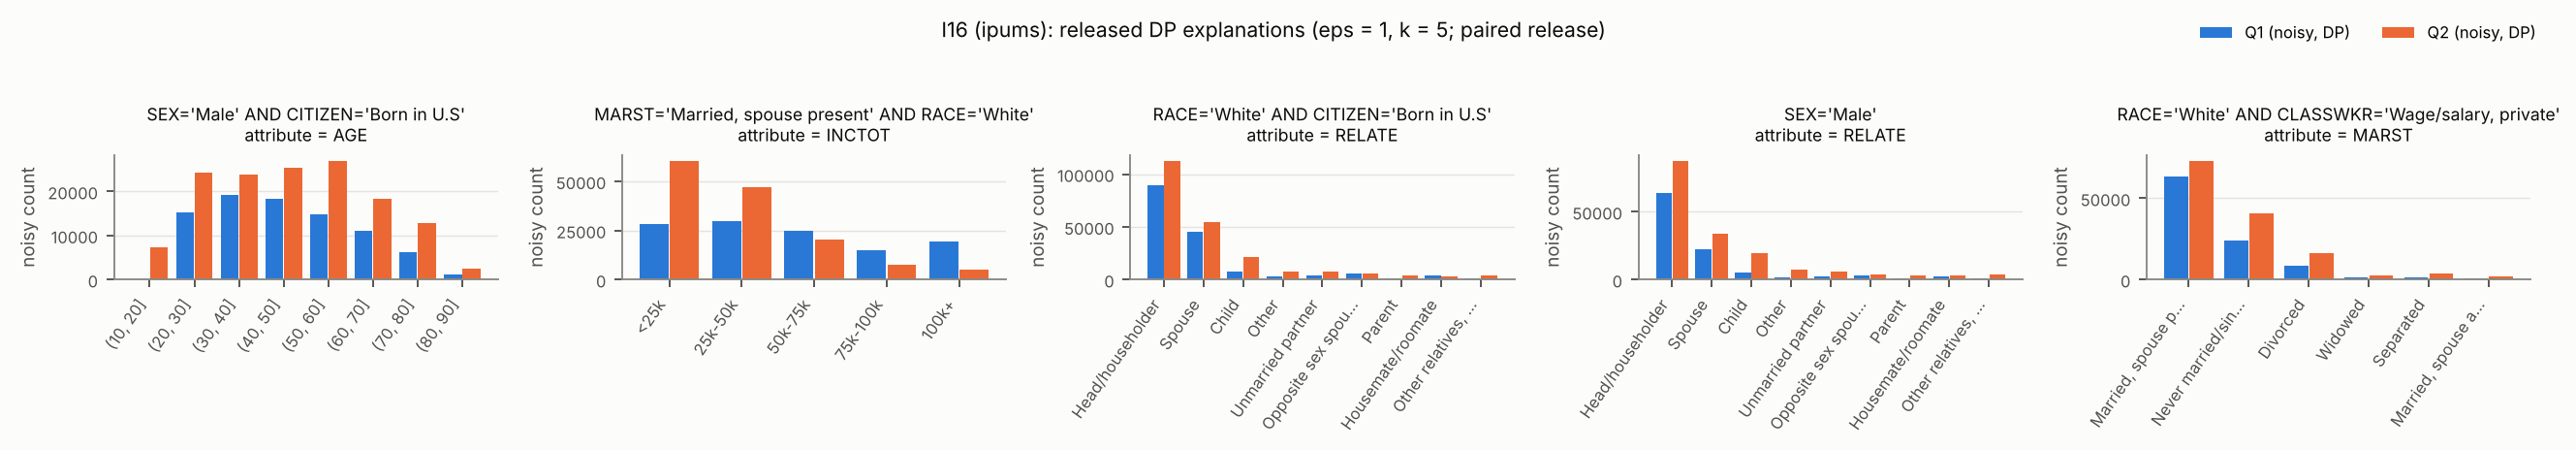 I16 (ipums): released DP explanations (eps = 1, k = 5; paired release)
Q1 (noisy, DP)
Q2 (noisy, DP)
SEX='Male' AND CITIZEN='Born in U.S'
attribute = AGE
noisy count
20000
10000
0
(10, 20]
(20, 30]
(30, 40]
(40, 50]
(50, 60]
(60, 70]
(70, 80]
(80, 90]
MARST='Married, spouse present' AND RACE='White'
attribute = INCTOT
noisy count
50000
25000
0
<25k
25k-50k
50k-75k
75k-100k
100k+
RACE='White' AND CITIZEN='Born in U.S'
attribute = RELATE
noisy count
100000
50000
0
Head/householder
Spouse
Child
Other
Unmarried partner
Opposite sex spou...
Parent
Housemate/roomate
Other relatives, ...
SEX='Male'
attribute = RELATE
noisy count
50000
0
Head/householder
Spouse
Child
Other
Unmarried partner
Opposite sex spou...
Parent
Housemate/roomate
Other relatives, ...
RACE='White' AND CLASSWKR='Wage/salary, private'
attribute = MARST
noisy count
50000
0
Married, spouse p...
Never married/sin...
Divorced
Widowed
Separated
Married, spouse a...